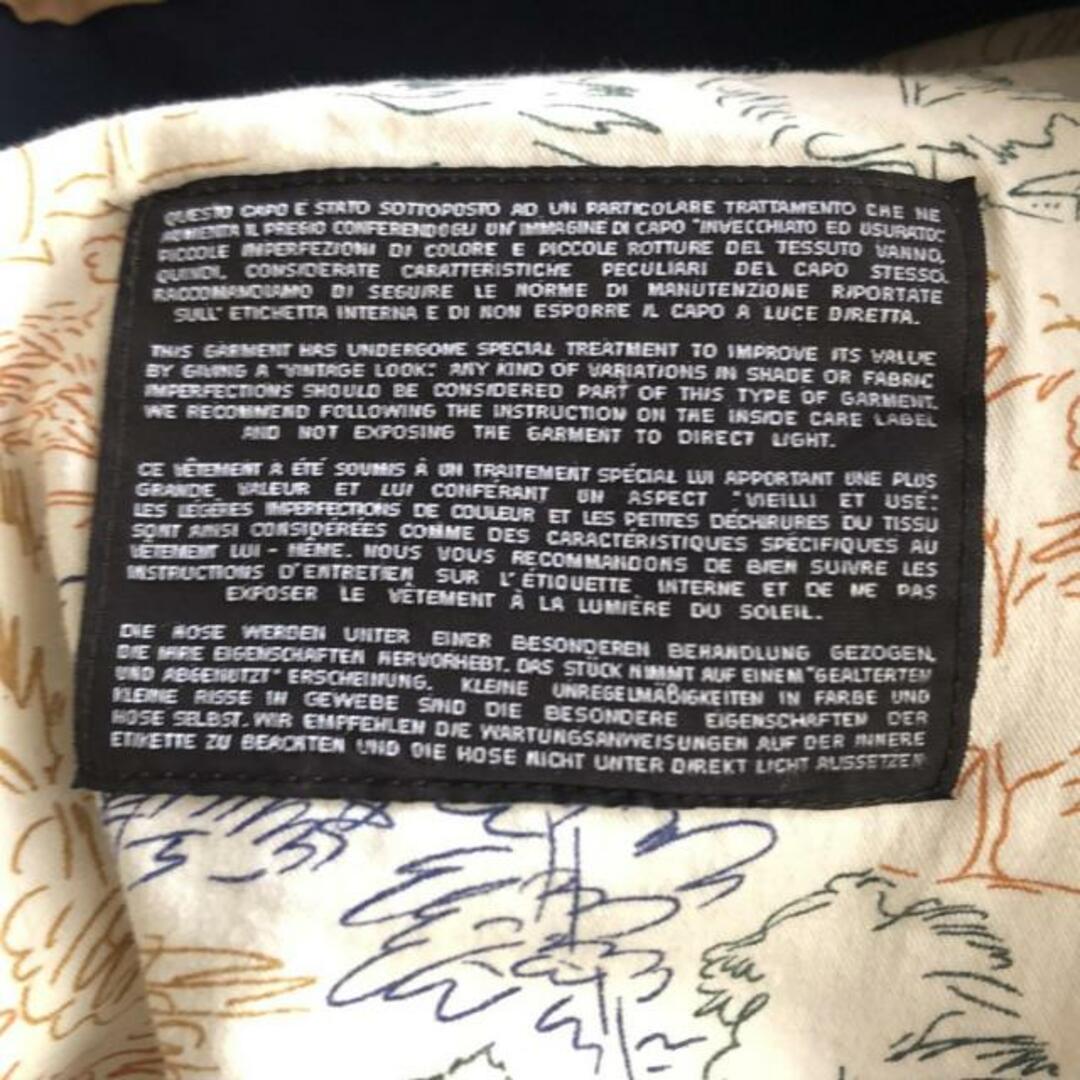 QUESTO CAPO E STATO SOTTOPOSTO AD UN PARTICOLARE TRATTAMENTO CHE NE
AUMENTA IL PREGIO CONFERENDOGLI UN' IMMAGINE DI CAPO "INVECCHIATO ED USURATO".
PICCOLE IMPERFEZIONI DI COLORE E PICCOLE ROTTURE DEL TESSUTO VANNO,
QUINDI, CONSIDERATE CARATTERISTICHE PECULIARI DEL CAPO STESSO.
RACCOMANDIAMO DI SEGUIRE LE NORME DI MANUTENZIONE RIPORTATE
SULL' ETICHETTA INTERNA E DI NON ESPORRE IL CAPO A LUCE DIRETTA.
THIS GARMENT HAS UNDERGONE SPECIAL TREATMENT TO IMPROVE ITS VALUE
BY GIVING A "VINTAGE LOOK". ANY KIND OF VARIATIONS IN SHADE OR FABRIC
IMPERFECTIONS SHOULD BE CONSIDERED PART OF THIS TYPE OF GARMENT.
WE RECOMMEND FOLLOWING THE INSTRUCTION ON THE INSIDE CARE LABEL
AND NOT EXPOSING THE GARMENT TO DIRECT LIGHT.
CE VÊTEMENT A ÉTÉ SOUMIS À UN TRAITEMENT SPÉCIAL LUI APPORTANT UNE PLUS
GRANDE VALEUR ET LUI CONFÉRANT UN ASPECT "VIEILLI ET USÉ".
LES LÉGÈRES IMPERFECTIONS DE COULEUR ET LES PETITES DÉCHIRURES DU TISSU
SONT AINSI CONSIDÉRÉES COMME DES CARACTÉRISTIQUES SPÉCIFIQUES AU
VÊTEMENT LUI - MÊME. NOUS VOUS RECOMMANDONS DE BIEN SUIVRE LES
INSTRUCTIONS D'ENTRETIEN SUR L'ÉTIQUETTE INTERNE ET DE NE PAS
EXPOSER LE VÊTEMENT À LA LUMIÈRE DU SOLEIL.
DIE HOSE WERDEN UNTER EINER BESONDEREN BEHANDLUNG GEZOGEN,
DIE IHRE EIGENSCHAFTEN HERVORHEBT. DAS STÜCK NIMMT AUF EINEM "GEALTERTEN
UND ABGENUTZT" ERSCHEINUNG. KLEINE UNREGELMÄßIGKEITEN IN FARBE UND
KLEINE RISSE IN GEWEBE SIND DIE BESONDERE EIGENSCHAFTEN DER
HOSE SELBST. WIR EMPFEHLEN DIE WARTUNGSANWEISUNGEN AUF DER INNERE
ETIKETTE ZU BEACHTEN UND DIE HOSE NICHT UNTER DIREKT LICHT AUSSETZEN